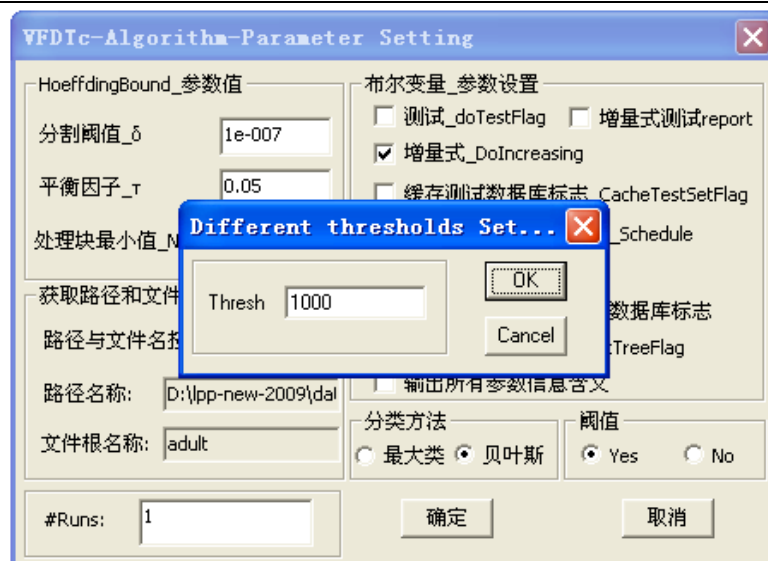 VFDTc-Algorithm-Parameter Setting
HoeffdingBound_参数值
分割阀值_δ 1e-007
平衡因子_τ 0.05
处理块最小值_N
获取路径和文件
路径与文件名控
路径名称: D:\lpp-new-2009\dat
文件根名称: adult
#Runs: 1
布尔变量_参数设置
测试_doTestFlag 增量式测试report
增量式_DoIncreasing
缓存测试数据库标志_CacheTestSetFlag
_Schedule
数据库标志
TreeFlag
输出所有参数信息含义
分类方法
最大类 贝叶斯
阀值
Yes No
确定 取消
Different thresholds Set...
Thresh 1000
OK
Cancel